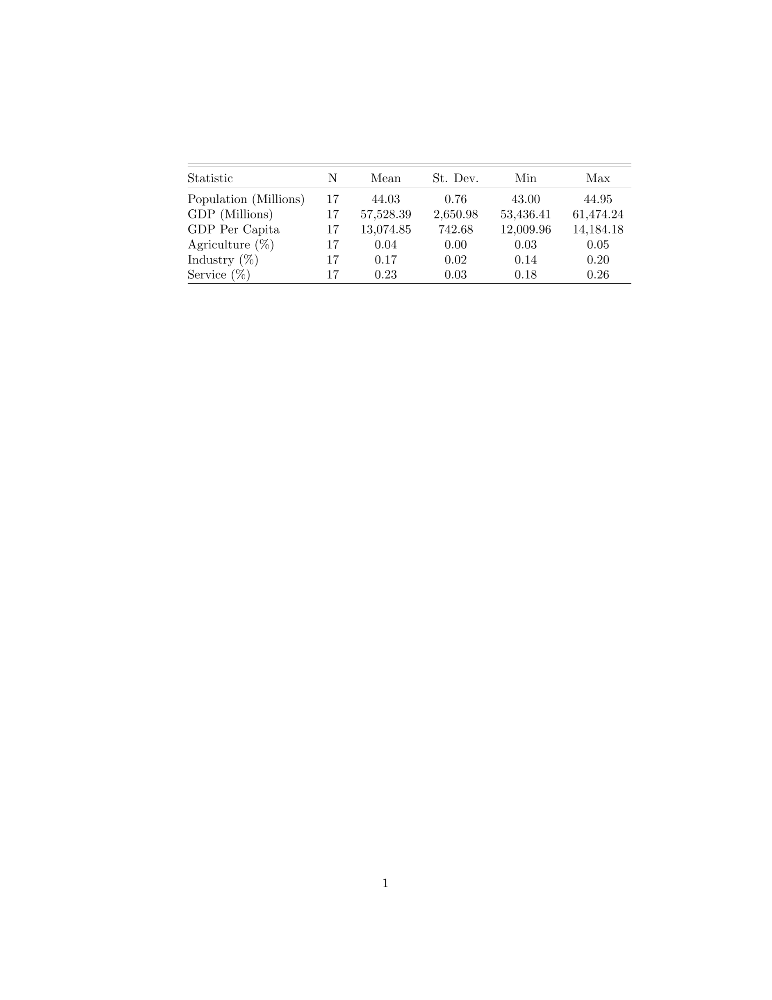 Statistic N Mean St. Dev. Min Max
Population (Millions) 17 44.03 0.76 43.00 44.95
GDP (Millions) 17 57,528.39 2,650.98 53,436.41 61,474.24
GDP Per Capita 17 13,074.85 742.68 12,009.96 14,184.18
Agriculture (%) 17 0.04 0.00 0.03 0.05
Industry (%) 17 0.17 0.02 0.14 0.20
Service (%) 17 0.23 0.03 0.18 0.26
1